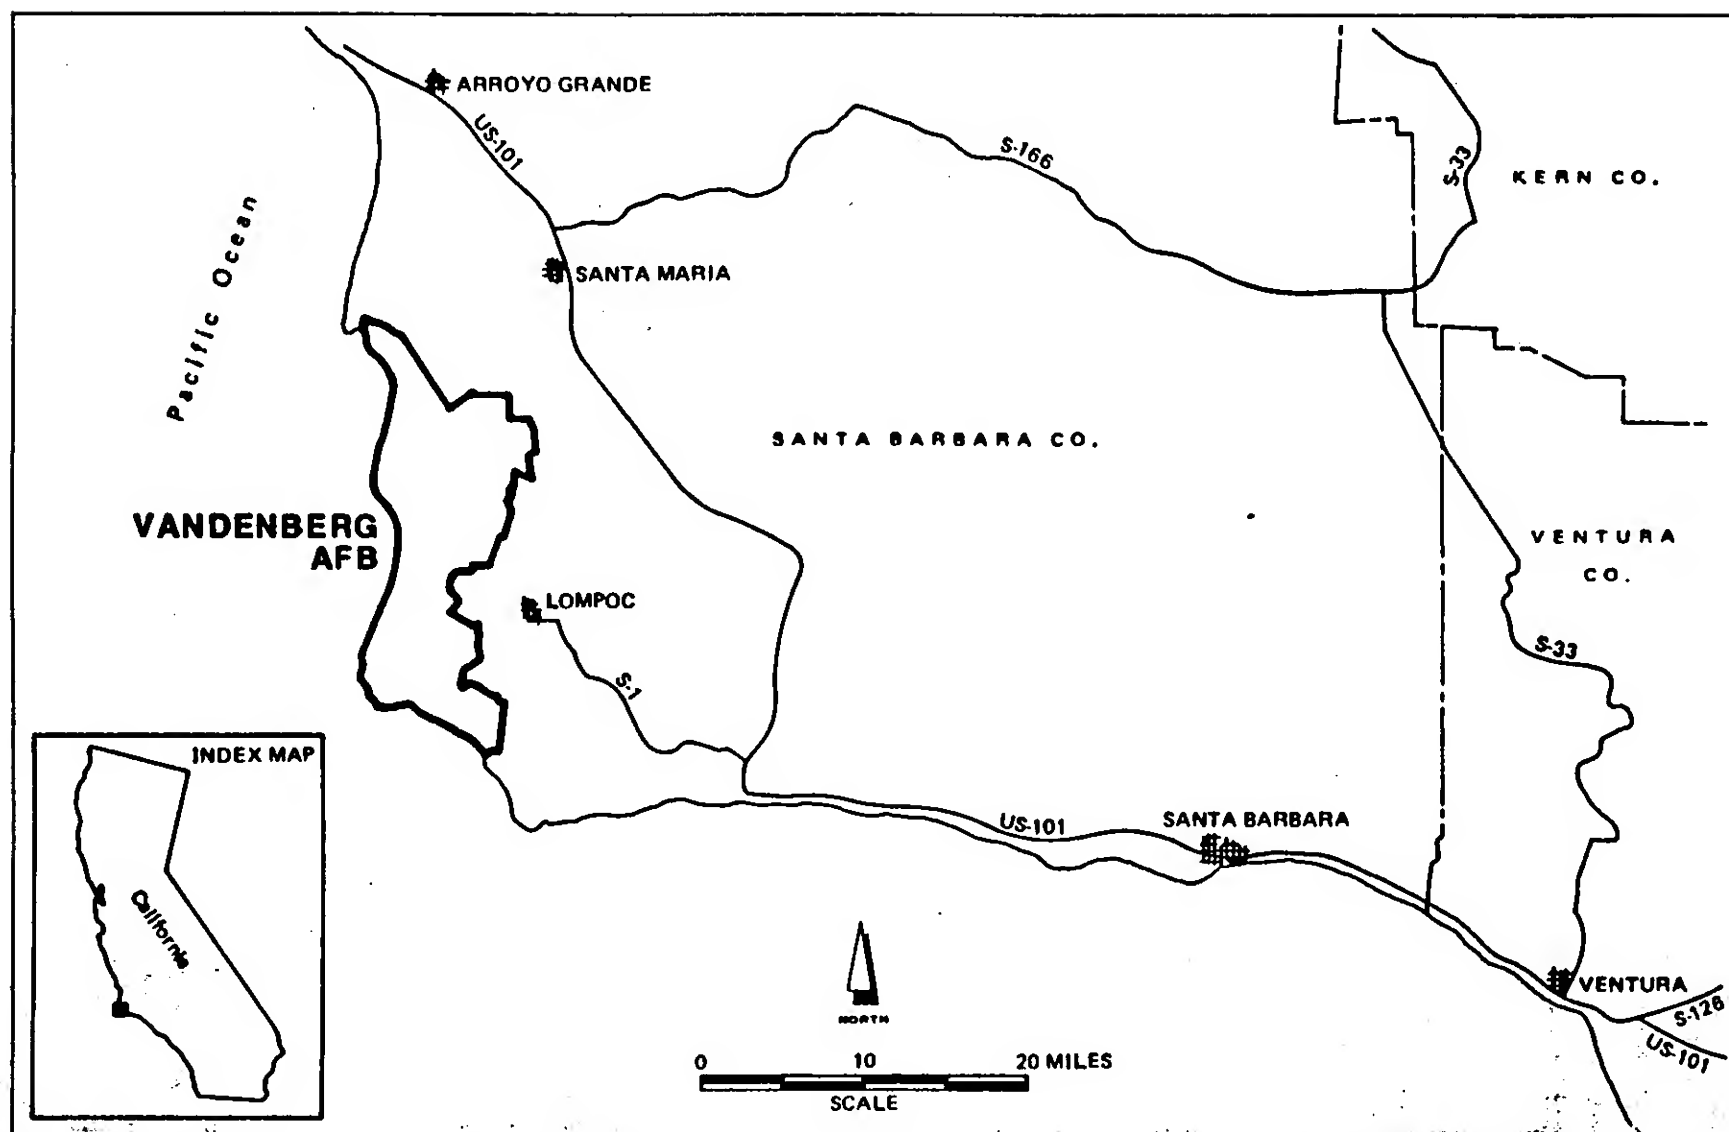 ARROYO GRANDE
US-101
S-166
S-33
KERN CO.
Pacific Ocean
SANTA MARIA
SANTA BARBARA CO.
VANDENBERG
AFB
VENTURA
CO.
LOMPOC
S-1
S-33
INDEX MAP
California
US-101
SANTA BARBARA
VENTURA
S-126
US-101
NORTH
0 10 20 MILES
SCALE